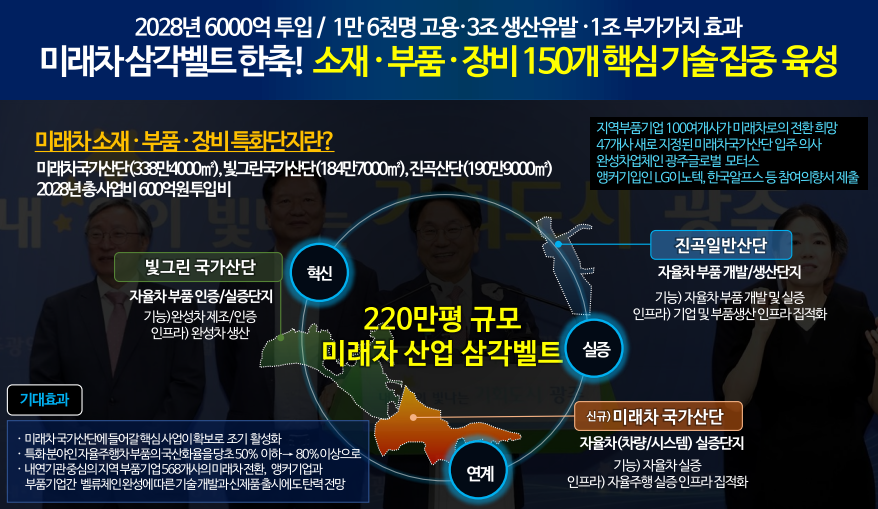 2028년 6000억 투입 / 1만 6천명 고용·3조 생산유발 ·1조 부가가치 효과
미래차 삼각벨트 한축! 소재·부품·장비 150개 핵심 기술 집중 육성
미래차 소재·부품·장비 특화단지란?
미래차국가산단(338만4000㎡), 빛그린국가산단(184만7000㎡), 진곡산단(190만9000㎡)
2028년 총 사업비 600억원 투입비
지역부품기업 100여개사가 미래차로의 전환 희망
47개사 새로 지정된 미래차국가산단 입주 의사
완성차업체인 광주글로벌 모터스
앵커기업인 LG이노텍, 한국알프스 등 참여의향서 제출
빛그린 국가산단
자율차 부품 인증/실증단지
기능)완성차 제조/인증
인프라) 완성차 생산
혁신
진곡일반산단
자율차 부품 개발/생산단지
기능) 자율차 부품 개발 및 실증
인프라) 기업 및 부품생산 인프라 집적화
220만평 규모
미래차 산업 삼각벨트
실증
기대효과
· 미래차 국가산단에 들어갈 핵심 사업이 확보로 조기 활성화
· 특화 분야인 자율주행차 부품의 국산화율을 당초 50% 이하→ 80% 이상으로
· 내연기관 중심의 지역 부품기업 568개사의 미래차 전환, 앵커기업과
부품기업간 벨류체인 완성에 따른 기술 개발과 신제품 출시에도 탄력 전망
연계
신규) 미래차 국가산단
자율차(차량/시스템) 실증단지
기능) 자율차 실증
인프라) 자율주행 실증 인프라 집적화